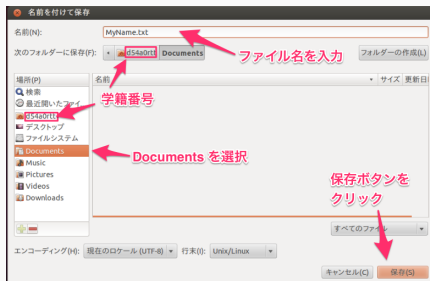 名前を付けて保存
名前(N): MyName.txt
次のフォルダーに保存(F): d54a0rtt Documents フォルダーの作成(L)
ファイル名を入力
場所(P) 名前 サイズ 更新日
検索
最近開いたファイ...
d54a0rtt
デスクトップ
ファイルシステム
Documents
Music
Pictures
Videos
Downloads
学籍番号
Documents を選択
保存ボタンを
クリック
すべてのファイル
エンコーディング(H): 現在のロケール (UTF-8) 行末(I): Unix/Linux
キャンセル(C) 保存(S)